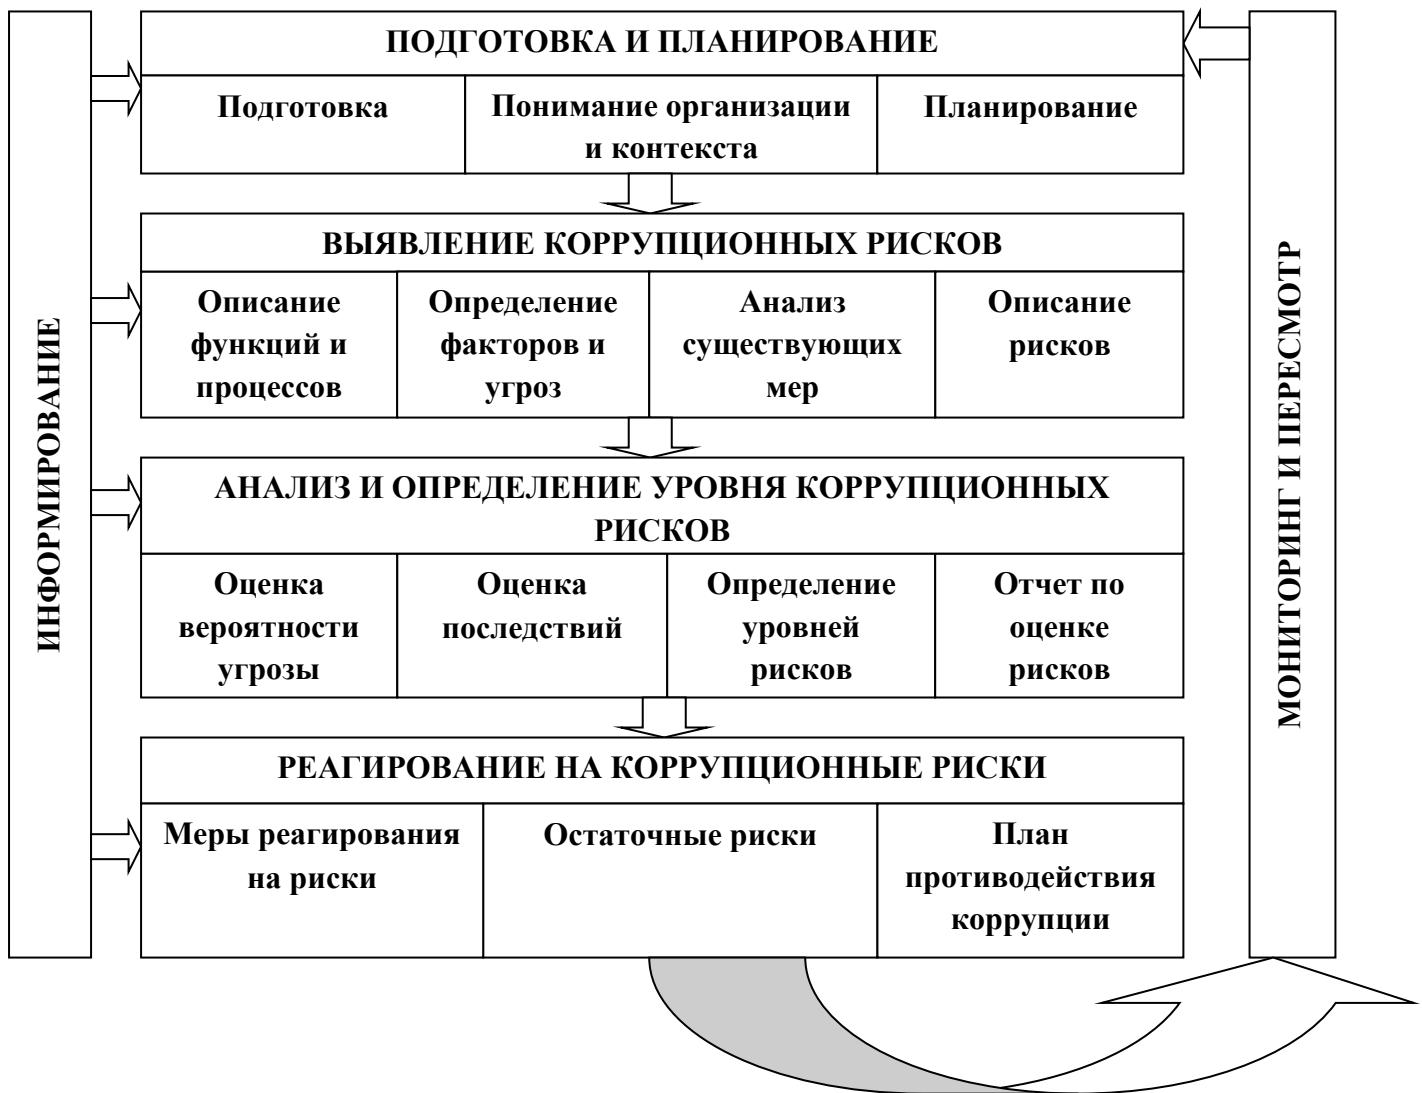 ИНФОРМИРОВАНИЕ
ПОДГОТОВКА И ПЛАНИРОВАНИЕ
Подготовка
Понимание организации
и контекста
Планирование
ВЫЯВЛЕНИЕ КОРРУПЦИОННЫХ РИСКОВ
Описание
функций и
процессов
Определение
факторов и
угроз
Анализ
существующих
мер
Описание
рисков
АНАЛИЗ И ОПРЕДЕЛЕНИЕ УРОВНЯ КОРРУПЦИОННЫХ
РИСКОВ
Оценка
вероятности
угрозы
Оценка
последствий
Определение
уровней
рисков
Отчет по
оценке
рисков
РЕАГИРОВАНИЕ НА КОРРУПЦИОННЫЕ РИСКИ
Меры реагирования
на риски
Остаточные риски
План
противодействия
коррупции
МОНИТОРИНГ И ПЕРЕСМОТР